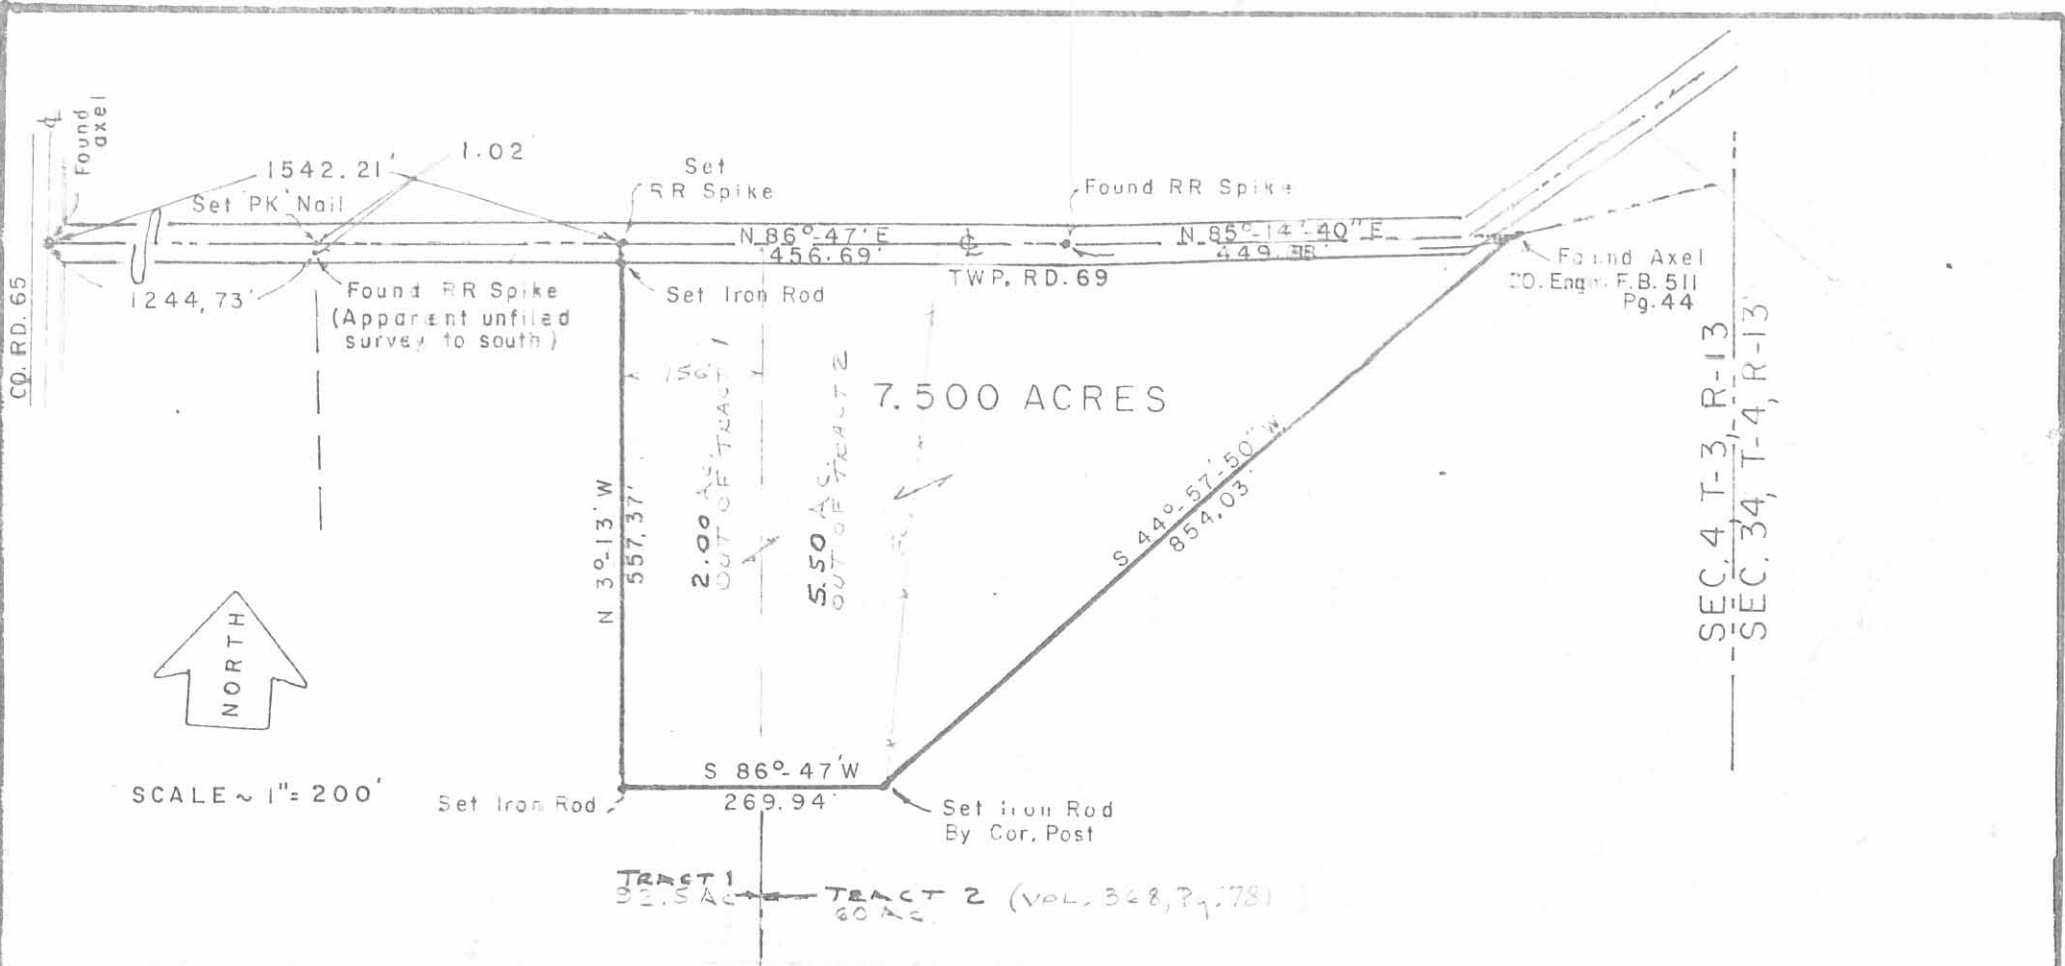 Found
axel
CO. RD. 65
1542.21'
1.02
Set PK Nail
1244,73'
Found RR Spike
(Apparent unfiled
survey to south)
Set
RR Spike
Set Iron Rod
N 86°-47' E
456.69'
TWP. RD. 69
Found RR Spike
N 85°-14'-40" E
Found Axel
CO. Engr. F.B. 511
Pg. 44
156'
2.00 AC.
OUT OF TRACT 1
5.50 AC.
OUT OF TRACT 2
7.500 ACRES
N 3°-13' W
557.37'
S 44°-57'-50" W
854.03'
SEC. 4 T-3, R-13
SEC. 34, T-4, R-13
NORTH
SCALE ~ 1"= 200'
S 86°-47' W
269.94'
Set Iron Rod
Set Iron Rod
By Cor. Post
TRACT 1
TRACT 2 (VOL. 368, Pg. 78)
60 AC.